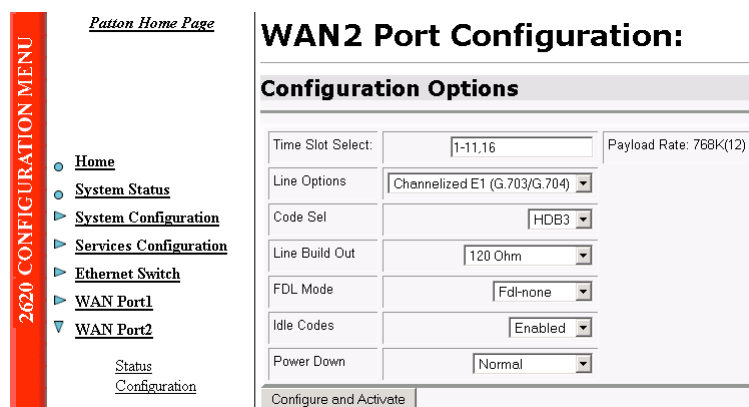 2620 CONFIGURATION MENU
Patton Home Page
Home
System Status
System Configuration
Services Configuration
Ethernet Switch
WAN Port1
WAN Port2
Status
Configuration
WAN2 Port Configuration:
Configuration Options
Time Slot Select: 1-11,16 Payload Rate: 768K(12)
Line Options Channelized E1 (G.703/G.704)
Code Sel HDB3
Line Build Out 120 Ohm
FDL Mode Fdl-none
Idle Codes Enabled
Power Down Normal
Configure and Activate